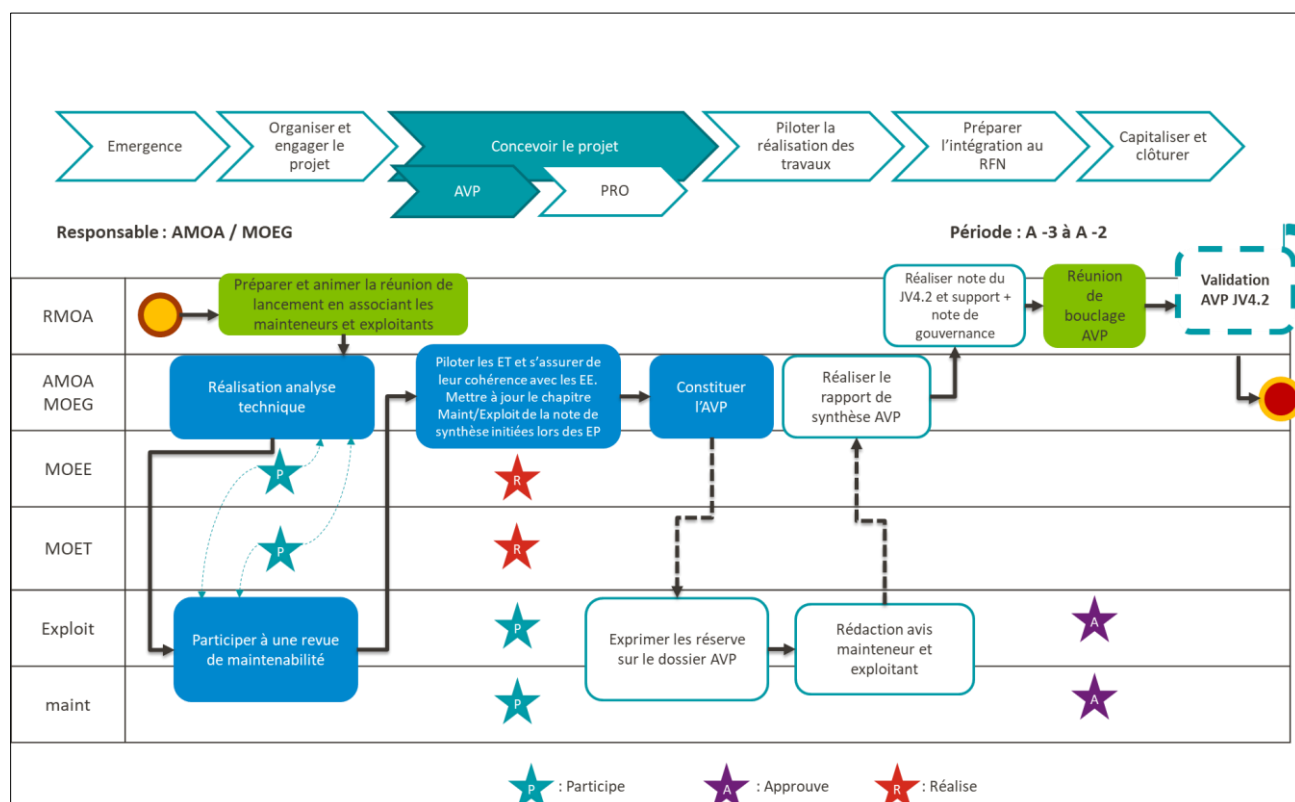 Emergence
Organiser et
engager le
projet
Concevoir le projet
AVP
PRO
Piloter la
réalisation des
travaux
Préparer
l'intégration au
RFN
Capitaliser et
clôturer
Responsable : AMOA / MOEG
Période : A -3 à A -2
RMOA
Préparer et animer la réunion de
lancement en associant les
mainteneurs et exploitants
Réaliser note du
JV4.2 et support +
note de
gouvernance
Réunion
de
bouclage
AVP
Validation
AVP JV4.2
AMOA
MOEG
Réalisation analyse
technique
Piloter les ET et s'assurer de
leur cohérence avec les EE.
Mettre à jour le chapitre
Maint/Exploit de la note de
synthèse initiées lors des EP
Constituer
l'AVP
Réaliser le
rapport de
synthèse AVP
MOEE
P
R
MOET
P
R
Exploit
Participer à une revue
de maintenabilité
P
Exprimer les réserve
sur le dossier AVP
Rédaction avis
mainteneur et
exploitant
A
maint
P
A
P : Participe
A : Approuve
R : Réalise